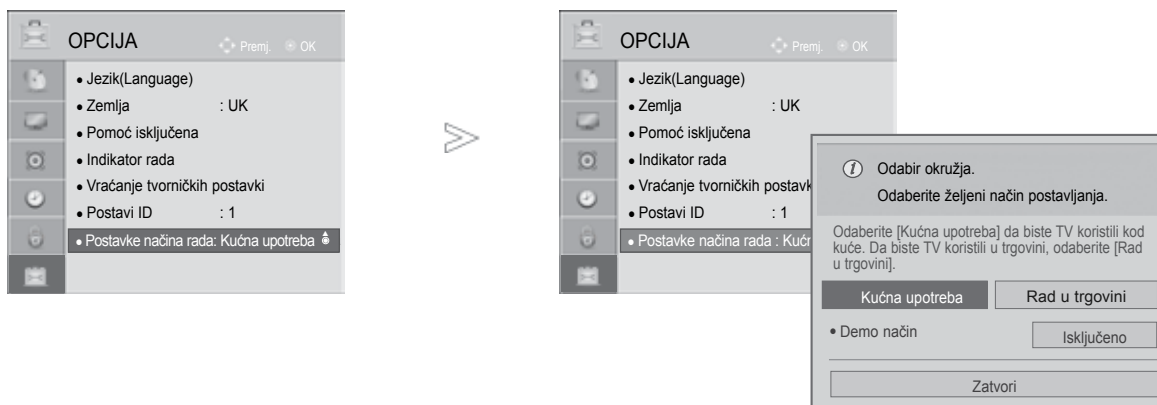 OPCIJA
Premj.
OK
• Jezik(Language)
• Zemlja : UK
• Pomoć isključena
• Indikator rada
• Vraćanje tvorničkih postavki
• Postavi ID : 1
• Postavke načina rada: Kućna upotreba
OPCIJA
Premj.
OK
• Jezik(Language)
• Zemlja : UK
• Pomoć isključena
• Indikator rada
• Vraćanje tvorničkih postavk
• Postavi ID : 1
• Postavke načina rada : Kućr
Odabir okružja.
Odaberite željeni način postavljanja.
Odaberite [Kućna upotreba] da biste TV koristili kod
kuće. Da biste TV koristili u trgovini, odaberite [Rad
u trgovini].
Kućna upotreba
Rad u trgovini
• Demo način
Isključeno
Zatvori